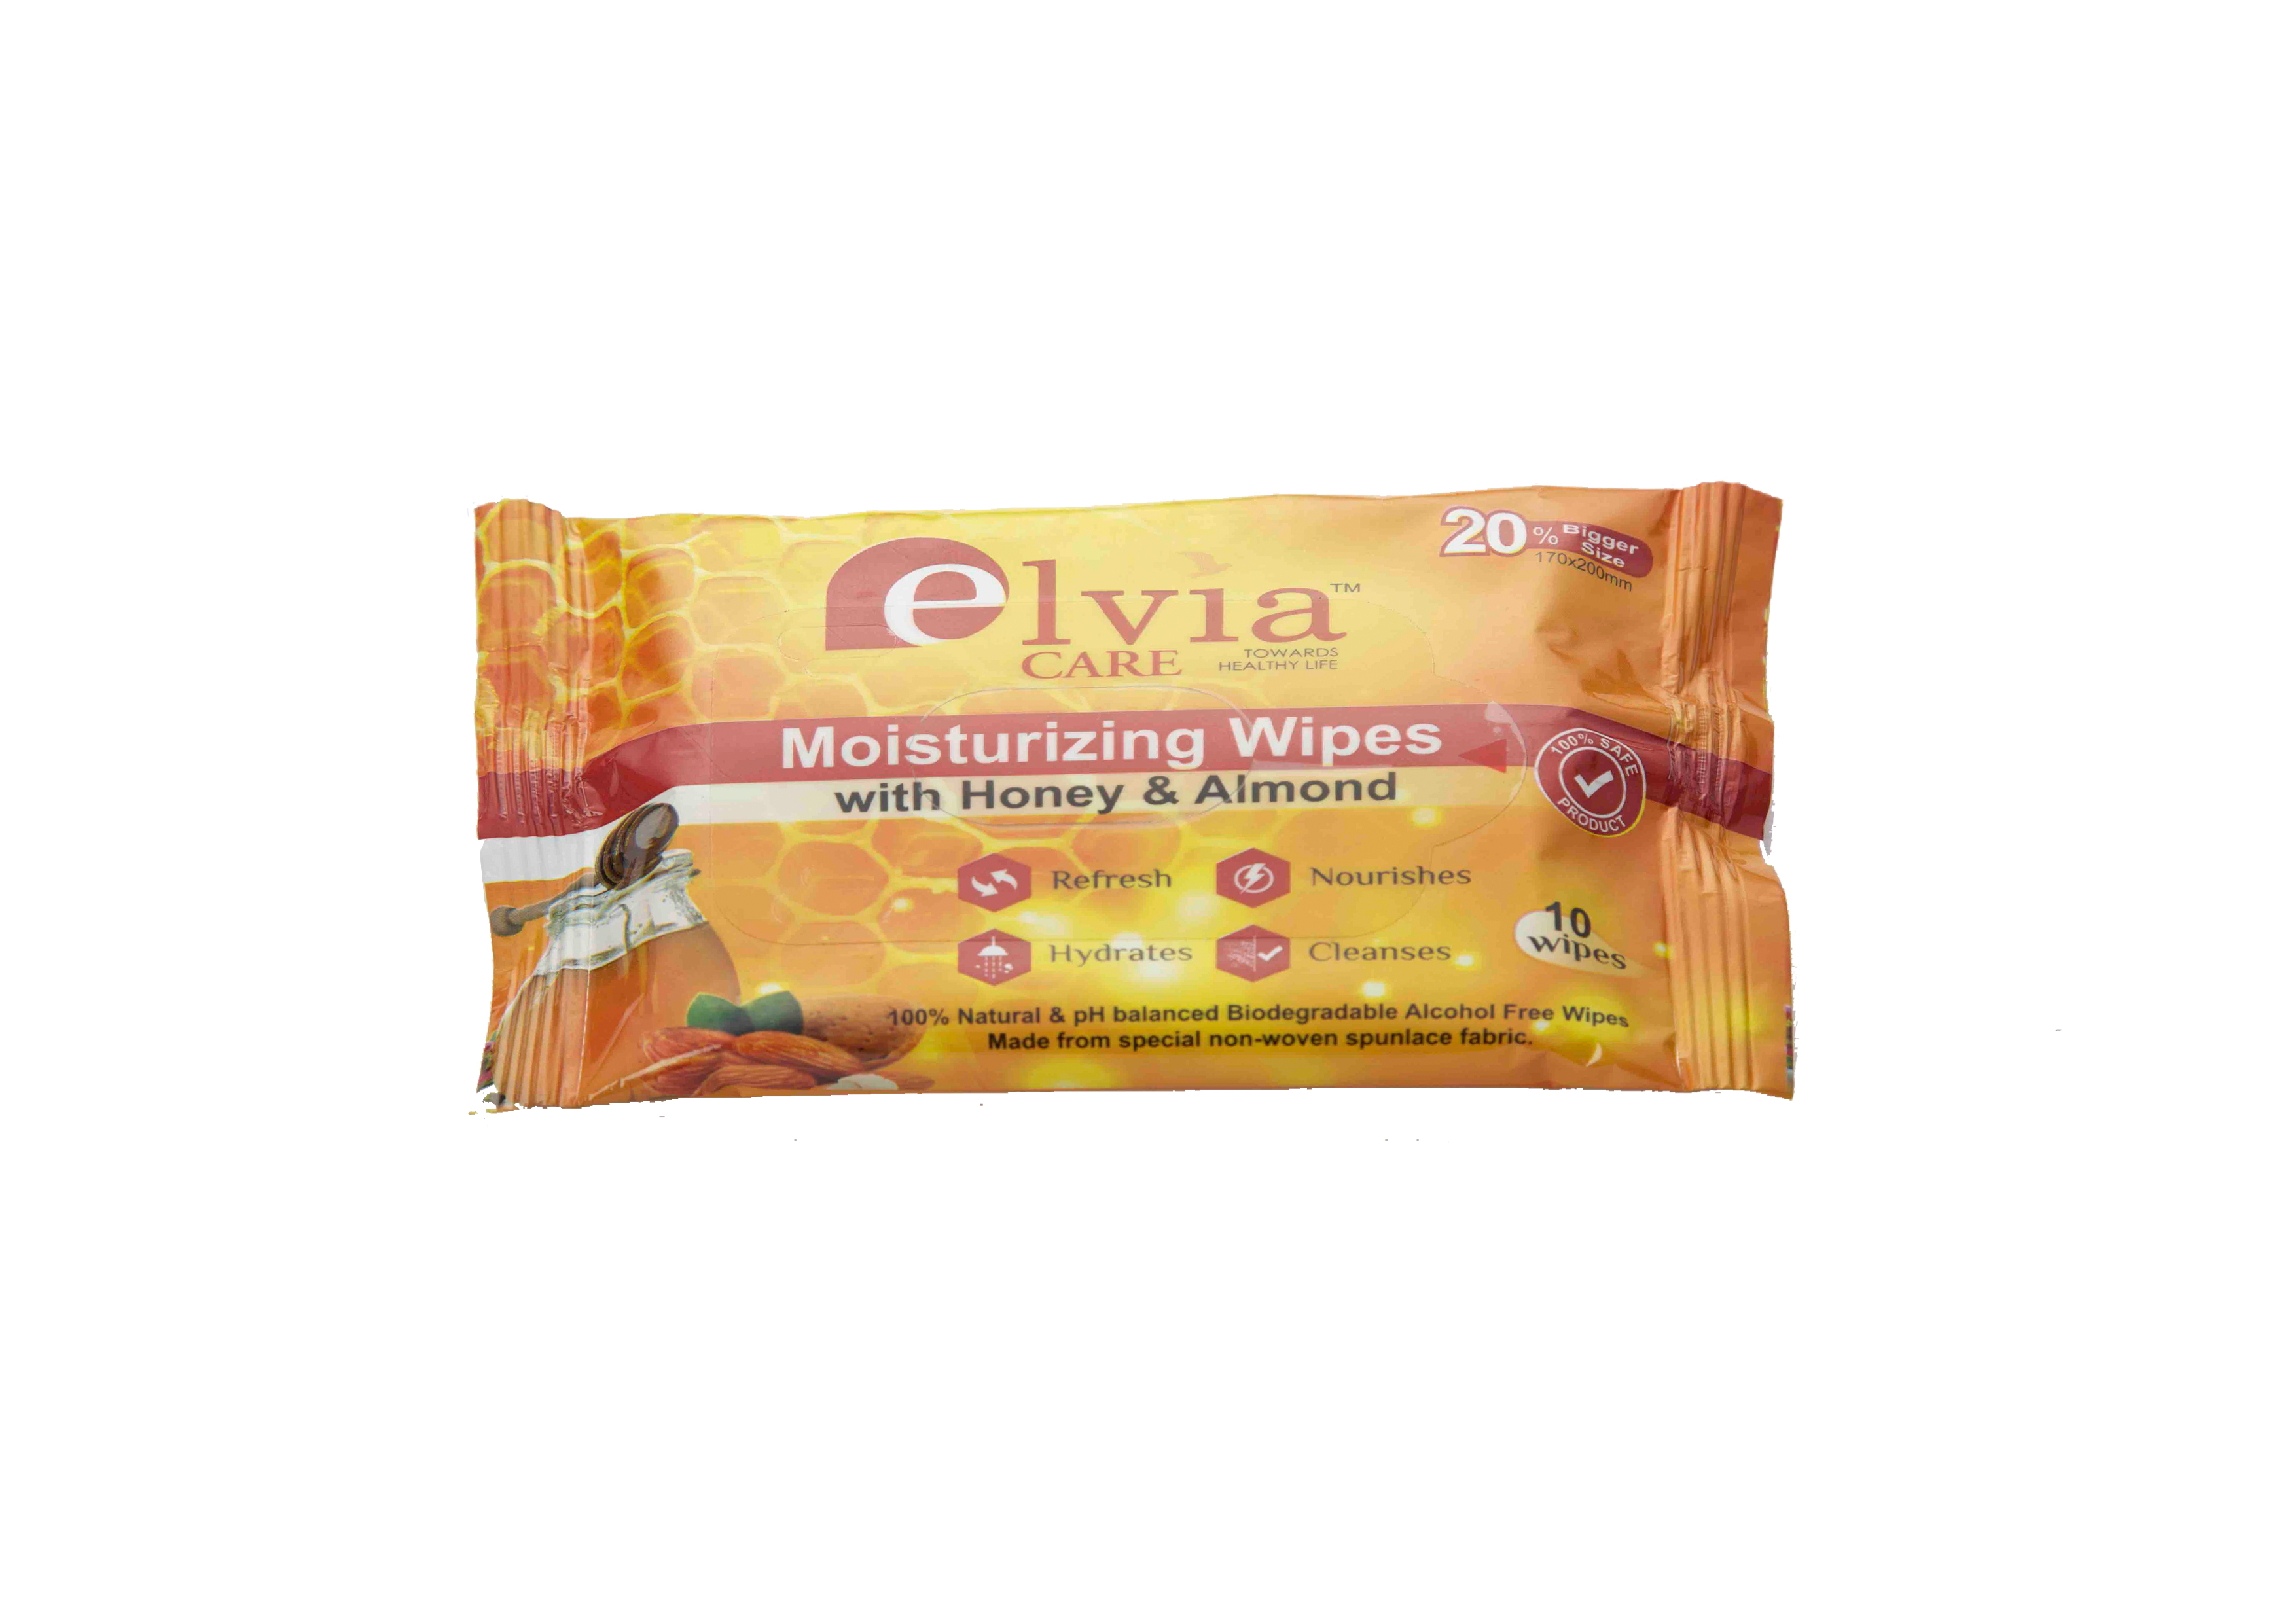 elvia™
CARE
TOWARDS
HEALTHY LIFE
20% Bigger
Size
170x200mm
Moisturizing Wipes
with Honey & Almond
100% SAFE
PRODUCT
Refresh
Nourishes
Hydrates
Cleanses
10
wipes
100% Natural & pH balanced Biodegradable Alcohol Free Wipes
Made from special non-woven spunlace fabric.